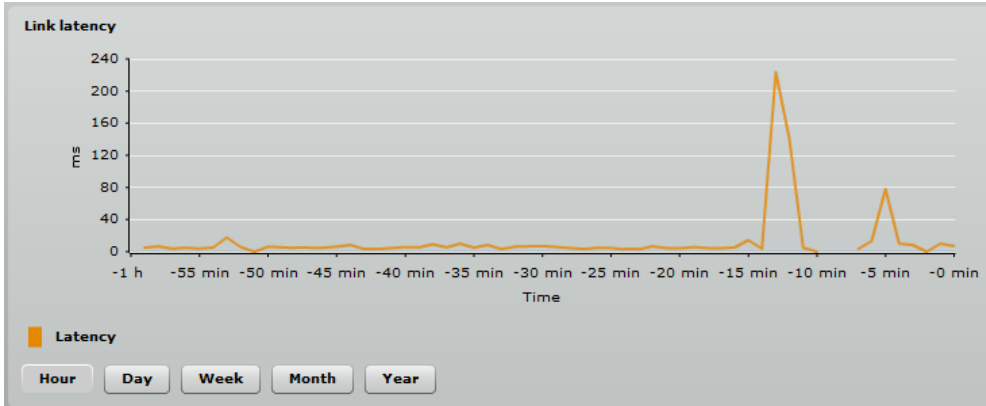 Link latency
240
200
160
120
80
40
0
ms
-1 h -55 min -50 min -45 min -40 min -35 min -30 min -25 min -20 min -15 min -10 min -5 min -0 min
Time
Latency
Hour Day Week Month Year